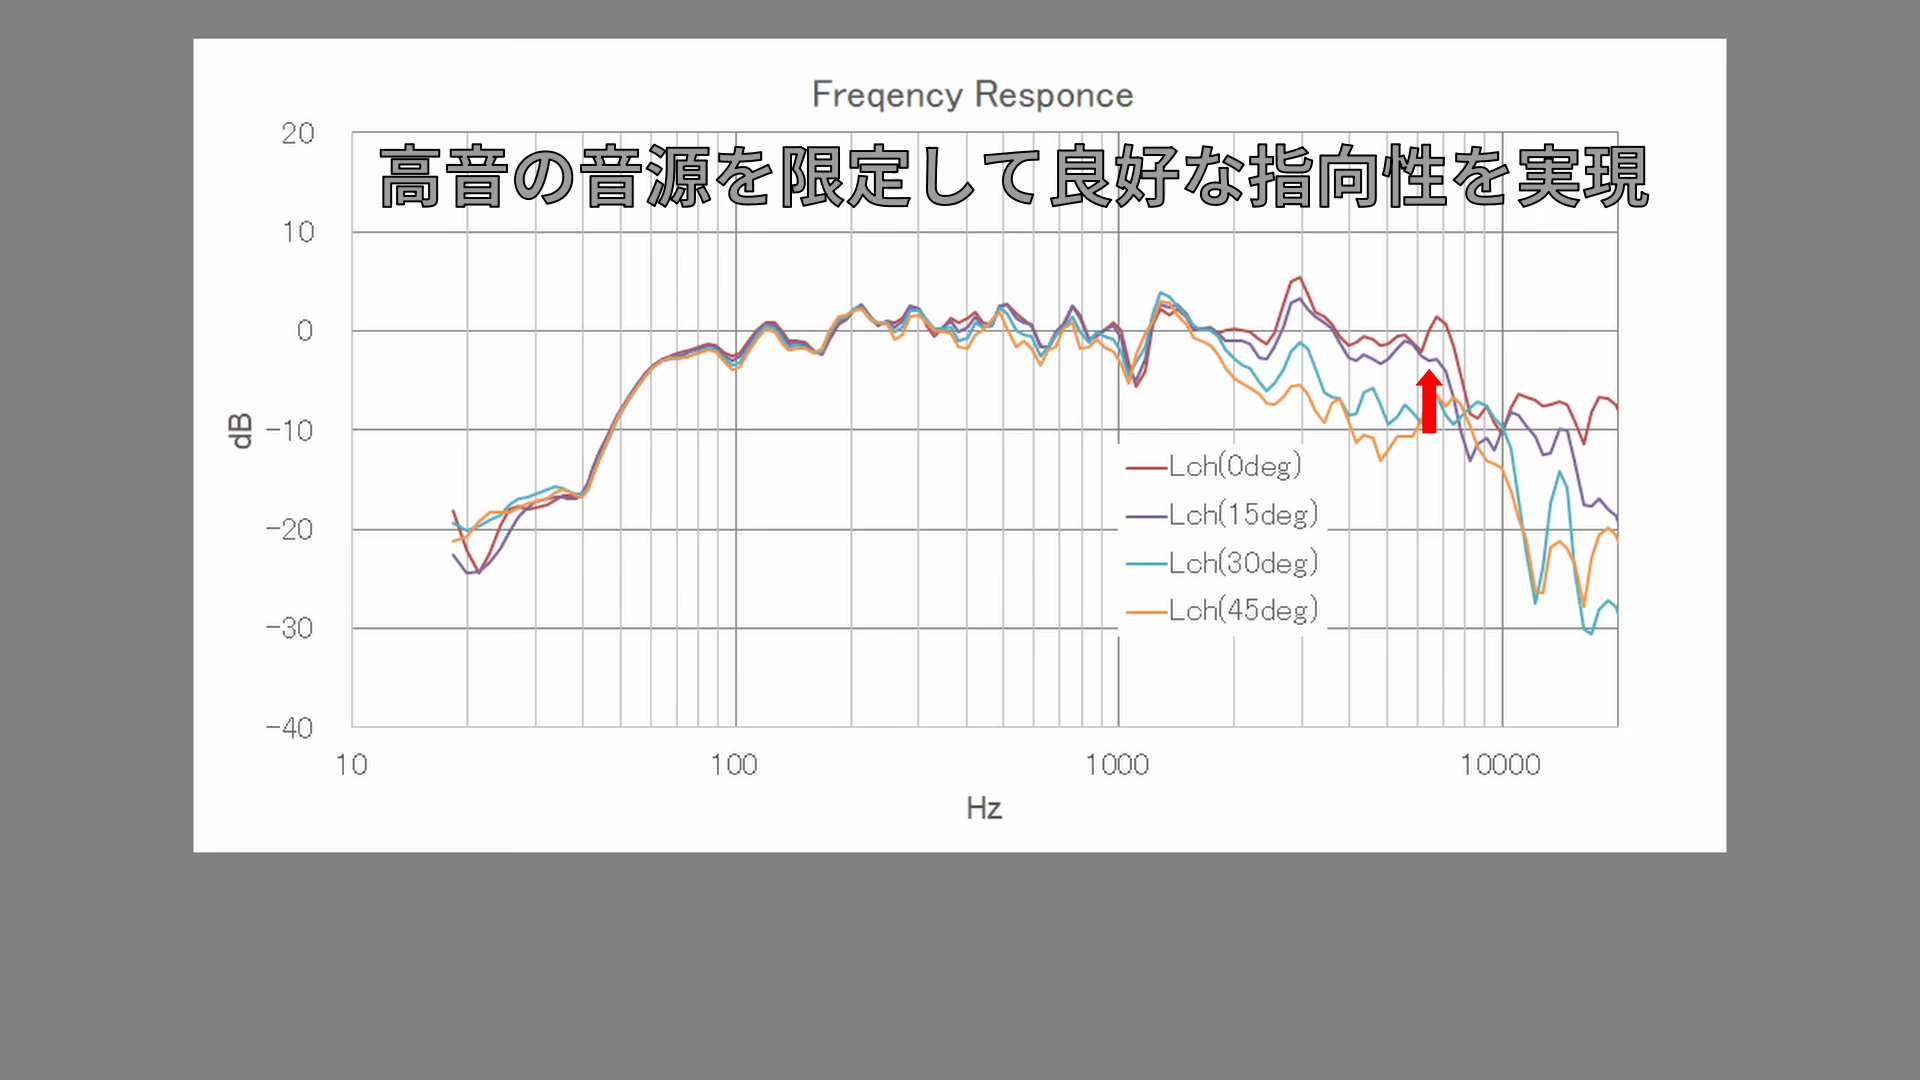 Freqency Responce
高音の音源を限定して良好な指向性を実現
20
10
0
-10
-20
-30
-40
dB
Lch(0deg)
Lch(15deg)
Lch(30deg)
Lch(45deg)
10 100 1000 10000
Hz